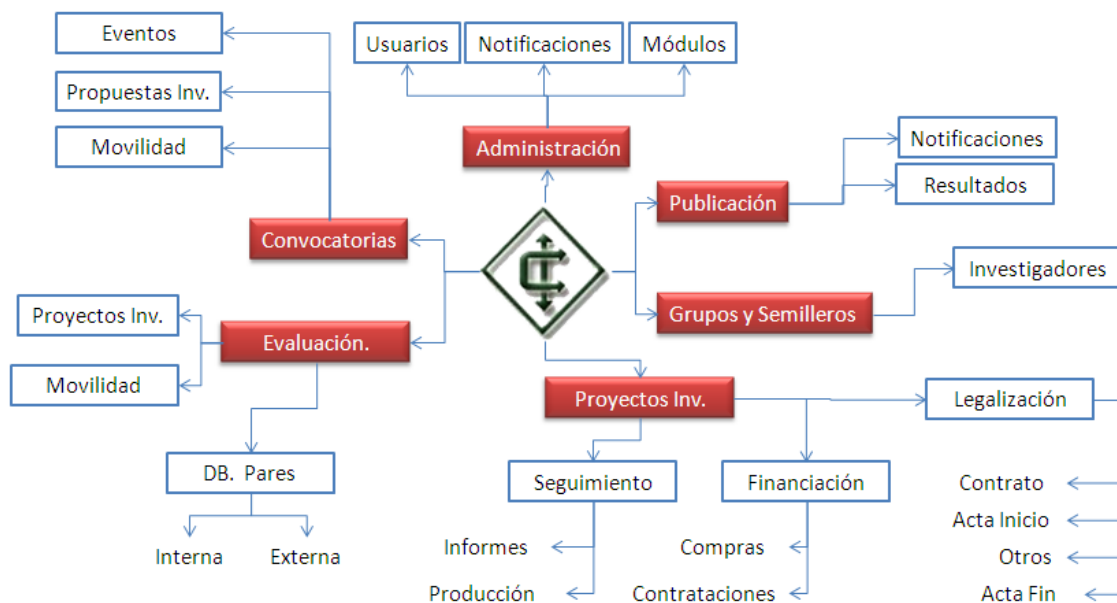 Eventos
Propuestas Inv.
Movilidad
Convocatorias
Usuarios
Notificaciones
Módulos
Administración
Publicación
Notificaciones
Resultados
Grupos y Semilleros
Investigadores
Evaluación.
Proyectos Inv.
Movilidad
DB. Pares
Interna
Externa
Proyectos Inv.
Seguimiento
Informes
Producción
Financiación
Compras
Contrataciones
Legalización
Contrato
Acta Inicio
Otros
Acta Fin